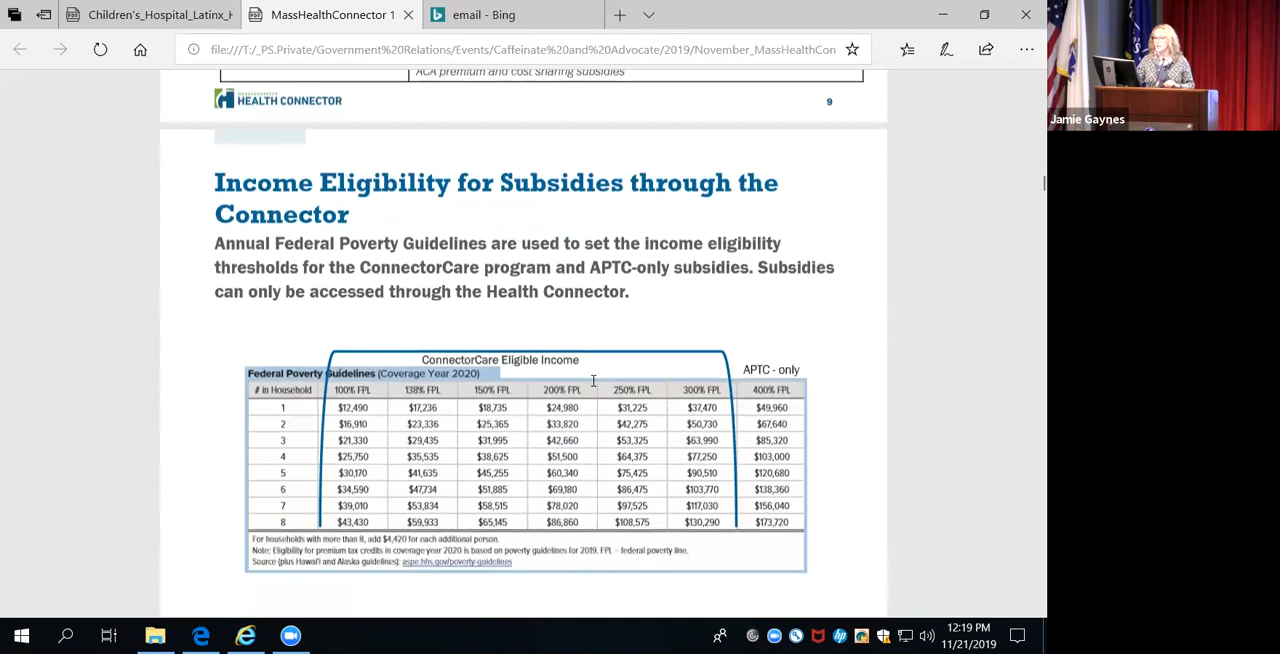 Children's_Hospital_Latinx_H
MassHealthConnector 1
email - Bing
file:///T:/_PS.Private/Government%20Relations/Events/Caffeinate%20and%20Advocate/2019/November_MassHealthCon
ACA premium and cost sharing subsidies
MASSACHUSETTS
HEALTH CONNECTOR
9
Income Eligibility for Subsidies through the
Connector
Annual Federal Poverty Guidelines are used to set the income eligibility
thresholds for the ConnectorCare program and APTC-only subsidies. Subsidies
can only be accessed through the Health Connector.
ConnectorCare Eligible Income
APTC - only
Federal Poverty Guidelines (Coverage Year 2020)
# in Household 100% FPL 138% FPL 150% FPL 200% FPL 250% FPL 300% FPL 400% FPL
1 $12,490 $17,236 $18,735 $24,980 $31,225 $37,470 $49,960
2 $16,910 $23,336 $25,365 $33,820 $42,275 $50,730 $67,640
3 $21,330 $29,435 $31,995 $42,660 $53,325 $63,990 $85,320
4 $25,750 $35,535 $38,625 $51,500 $64,375 $77,250 $103,000
5 $30,170 $41,635 $45,255 $60,340 $75,425 $90,510 $120,680
6 $34,590 $47,734 $51,885 $69,180 $86,475 $103,770 $138,360
7 $39,010 $53,834 $58,515 $78,020 $97,525 $117,030 $156,040
8 $43,430 $59,933 $65,145 $86,860 $108,575 $130,290 $173,720
For households with more than 8, add $4,420 for each additional person.
Note: Eligibility for premium tax credits in coverage year 2020 is based on poverty guidelines for 2019. FPL = federal poverty line.
Source (plus Hawai'i and Alaska guidelines): aspe.hhs.gov/poverty-guidelines
Jamie Gaynes
12:19 PM
11/21/2019